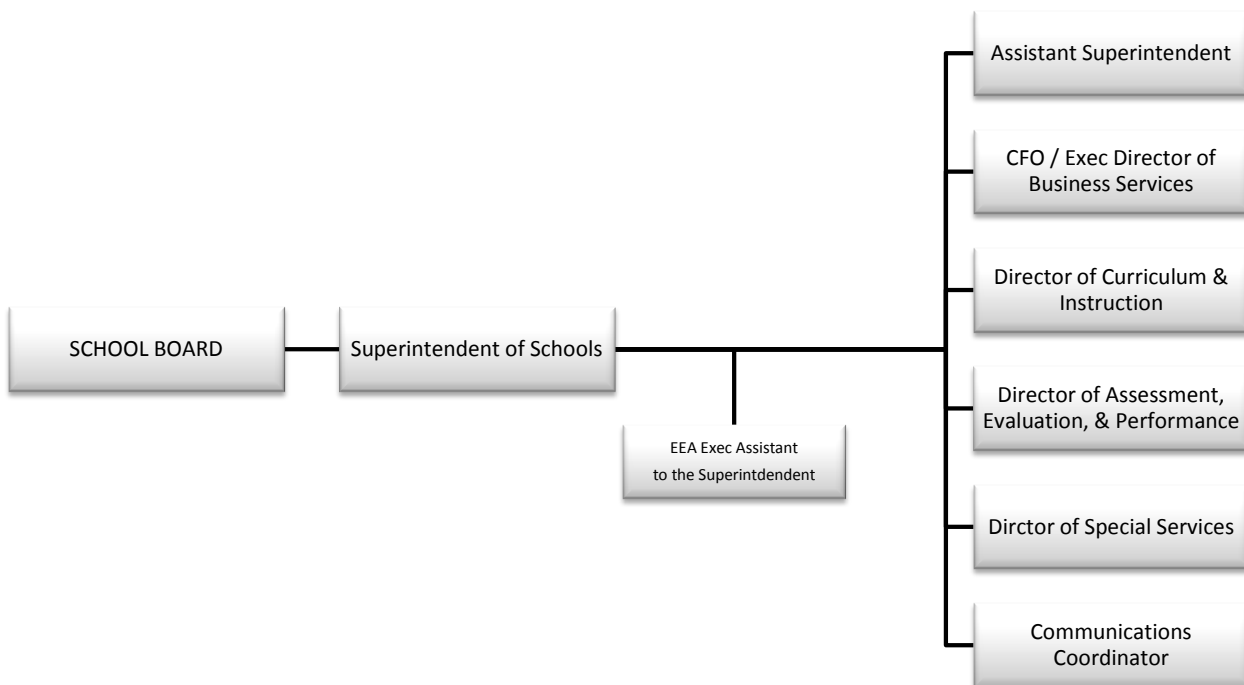 SCHOOL BOARD
Superintendent of Schools
EEA Exec Assistant
to the Superintdendent
Assistant Superintendent
CFO / Exec Director of
Business Services
Director of Curriculum &
Instruction
Director of Assessment,
Evaluation, & Performance
Dirctor of Special Services
Communications
Coordinator